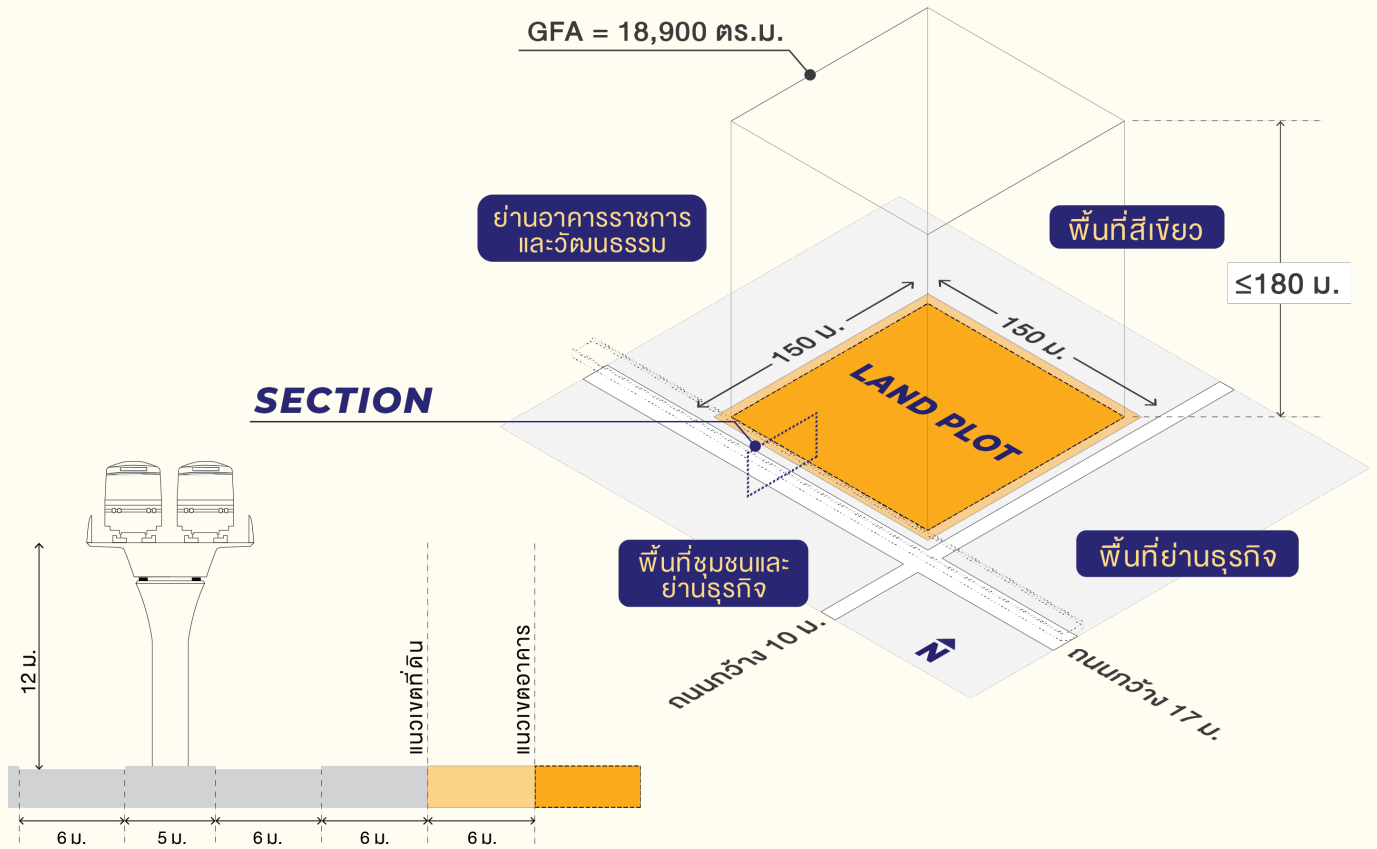 GFA = 18,900 ตร.ม.
ย่านอาคารราชการ
และวัฒนธรรม
พื้นที่สีเขียว
≤180 ม.
150 ม.
150 ม.
LAND PLOT
SECTION
พื้นที่ชุมชนและ
ย่านธุรกิจ
พื้นที่ย่านธุรกิจ
N
ถนนกว้าง 10 ม.
ถนนกว้าง 17 ม.
12 ม.
แนวเขตที่ดิน
แนวเขตอาคาร
6 ม.
5 ม.
6 ม.
6 ม.
6 ม.